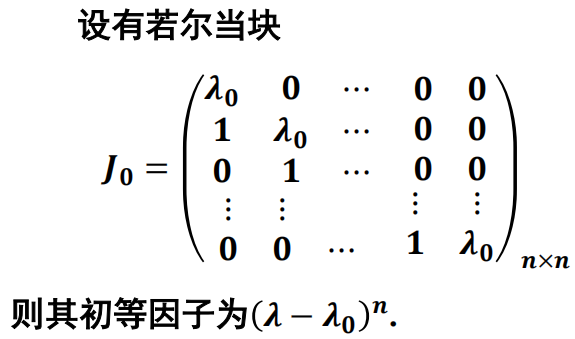 设有若尔当块
λ₀ 0 ⋯ 0 0
1 λ₀ ⋯ 0 0
J₀ = 0 1 ⋯ 0 0
⋮ ⋮ ⋮ ⋮
0 0 ⋯ 1 λ₀ n×n
则其初等因子为(λ − λ₀)ⁿ.